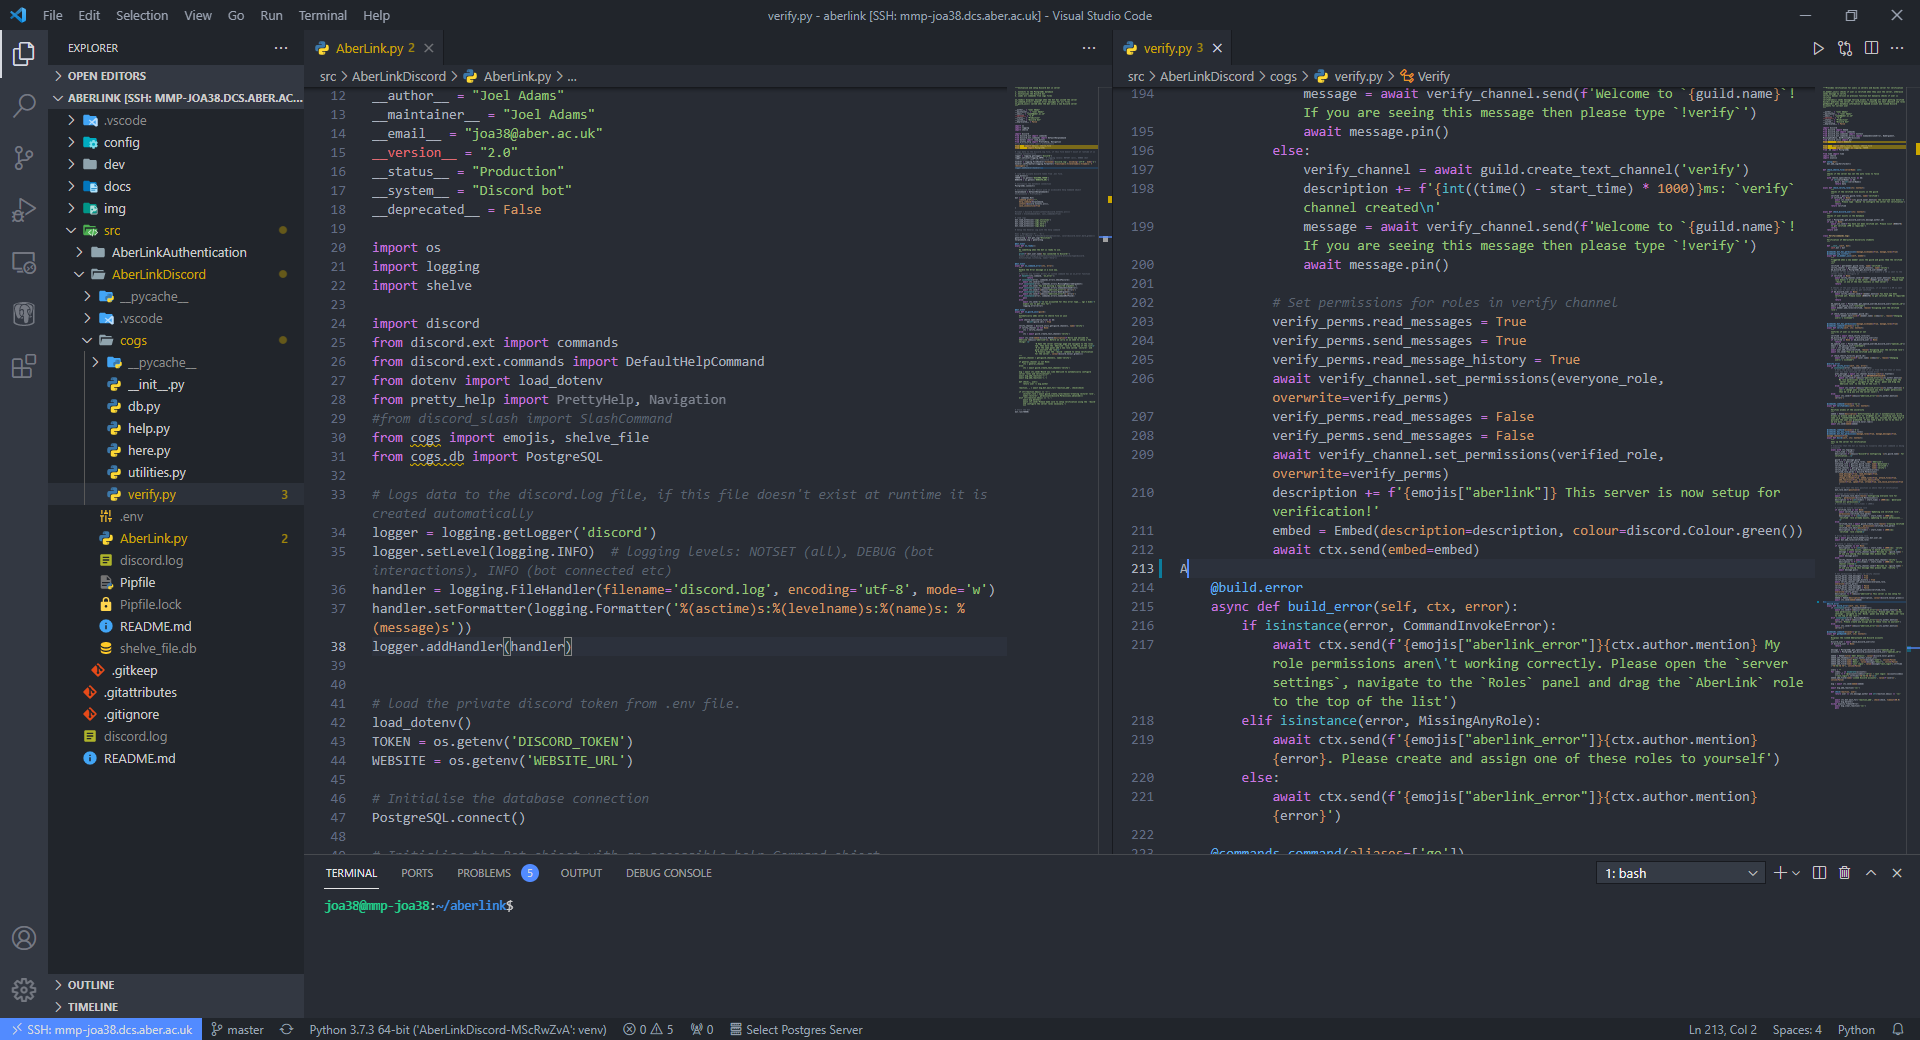 File Edit Selection View Go Run Terminal Help
verify.py - aberlink [SSH: mmp-joa38.dcs.aber.ac.uk] - Visual Studio Code
EXPLORER
OPEN EDITORS
ABERLINK [SSH: MMP-JOA38.DCS.ABER.AC...
.vscode
config
dev
docs
img
src
AberLinkAuthentication
AberLinkDiscord
__pycache__
.vscode
cogs
__pycache__
__init__.py
db.py
help.py
here.py
utilities.py
verify.py 3
.env
AberLink.py 2
discord.log
Pipfile
Pipfile.lock
README.md
shelve_file.db
.gitkeep
.gitattributes
.gitignore
discord.log
README.md
OUTLINE
TIMELINE
AberLink.py 2
src > AberLinkDiscord > AberLink.py > ...
12 __author__ = "Joel Adams"
13 __maintainer__ = "Joel Adams"
14 __email__ = "joa38@aber.ac.uk"
15 __version__ = "2.0"
16 __status__ = "Production"
17 __system__ = "Discord bot"
18 __deprecated__ = False
19
20 import os
21 import logging
22 import shelve
23
24 import discord
25 from discord.ext import commands
26 from discord.ext.commands import DefaultHelpCommand
27 from dotenv import load_dotenv
28 from pretty_help import PrettyHelp, Navigation
29 #from discord_slash import SlashCommand
30 from cogs import emojis, shelve_file
31 from cogs.db import PostgreSQL
32
33 # logs data to the discord.log file, if this file doesn't exist at runtime it is
created automatically
34 logger = logging.getLogger('discord')
35 logger.setLevel(logging.INFO)  # logging levels: NOTSET (all), DEBUG (bot
interactions), INFO (bot connected etc)
36 handler = logging.FileHandler(filename='discord.log', encoding='utf-8', mode='w')
37 handler.setFormatter(logging.Formatter('%(asctime)s:%(levelname)s:%(name)s: %
(message)s'))
38 logger.addHandler(handler)
39
40
41 # load the private discord token from .env file.
42 load_dotenv()
43 TOKEN = os.getenv('DISCORD_TOKEN')
44 WEBSITE = os.getenv('WEBSITE_URL')
45
46 # Initialise the database connection
47 PostgreSQL.connect()
48
49 # Initialise the Bot object with an accessible help Command object
verify.py 3
src > AberLinkDiscord > cogs > verify.py > Verify
194 message = await verify_channel.send(f'Welcome to `{guild.name}`!
If you are seeing this message then please type `!verify`')
195 await message.pin()
196 else:
197 verify_channel = await guild.create_text_channel('verify')
198 description += f'{int((time() - start_time) * 1000)}ms: `verify`
channel created\n'
199 message = await verify_channel.send(f'Welcome to `{guild.name}`!
If you are seeing this message then please type `!verify`')
200 await message.pin()
201
202 # Set permissions for roles in verify channel
203 verify_perms.read_messages = True
204 verify_perms.send_messages = True
205 verify_perms.read_message_history = True
206 await verify_channel.set_permissions(everyone_role,
overwrite=verify_perms)
207 verify_perms.read_messages = False
208 verify_perms.send_messages = False
209 await verify_channel.set_permissions(verified_role,
overwrite=verify_perms)
210 description += f'{emojis["aberlink"]} This server is now setup for
verification!'
211 embed = Embed(description=description, colour=discord.Colour.green())
212 await ctx.send(embed=embed)
213 A
214 @build.error
215 async def build_error(self, ctx, error):
216 if isinstance(error, CommandInvokeError):
217 await ctx.send(f'{emojis["aberlink_error"]}{ctx.author.mention} My
role permissions aren\'t working correctly. Please open the `server
settings`, navigate to the `Roles` panel and drag the `AberLink` role
to the top of the list')
218 elif isinstance(error, MissingAnyRole):
219 await ctx.send(f'{emojis["aberlink_error"]}{ctx.author.mention}
{error}. Please create and assign one of these roles to yourself')
220 else:
221 await ctx.send(f'{emojis["aberlink_error"]}{ctx.author.mention}
{error}')
222
223 @commands.command(aliases=['ge'])
TERMINAL PORTS PROBLEMS 5 OUTPUT DEBUG CONSOLE
1: bash
joa38@mmp-joa38:~/aberlink$
SSH: mmp-joa38.dcs.aber.ac.uk master Python 3.7.3 64-bit ('AberLinkDiscord-MScRwZvA': venv) 0 5 0 Select Postgres Server
Ln 213, Col 2 Spaces: 4 Python